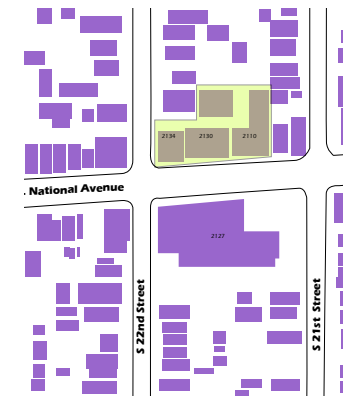 2134 2130 2110
National Avenue
2127
S 22nd Street
S 21st Street